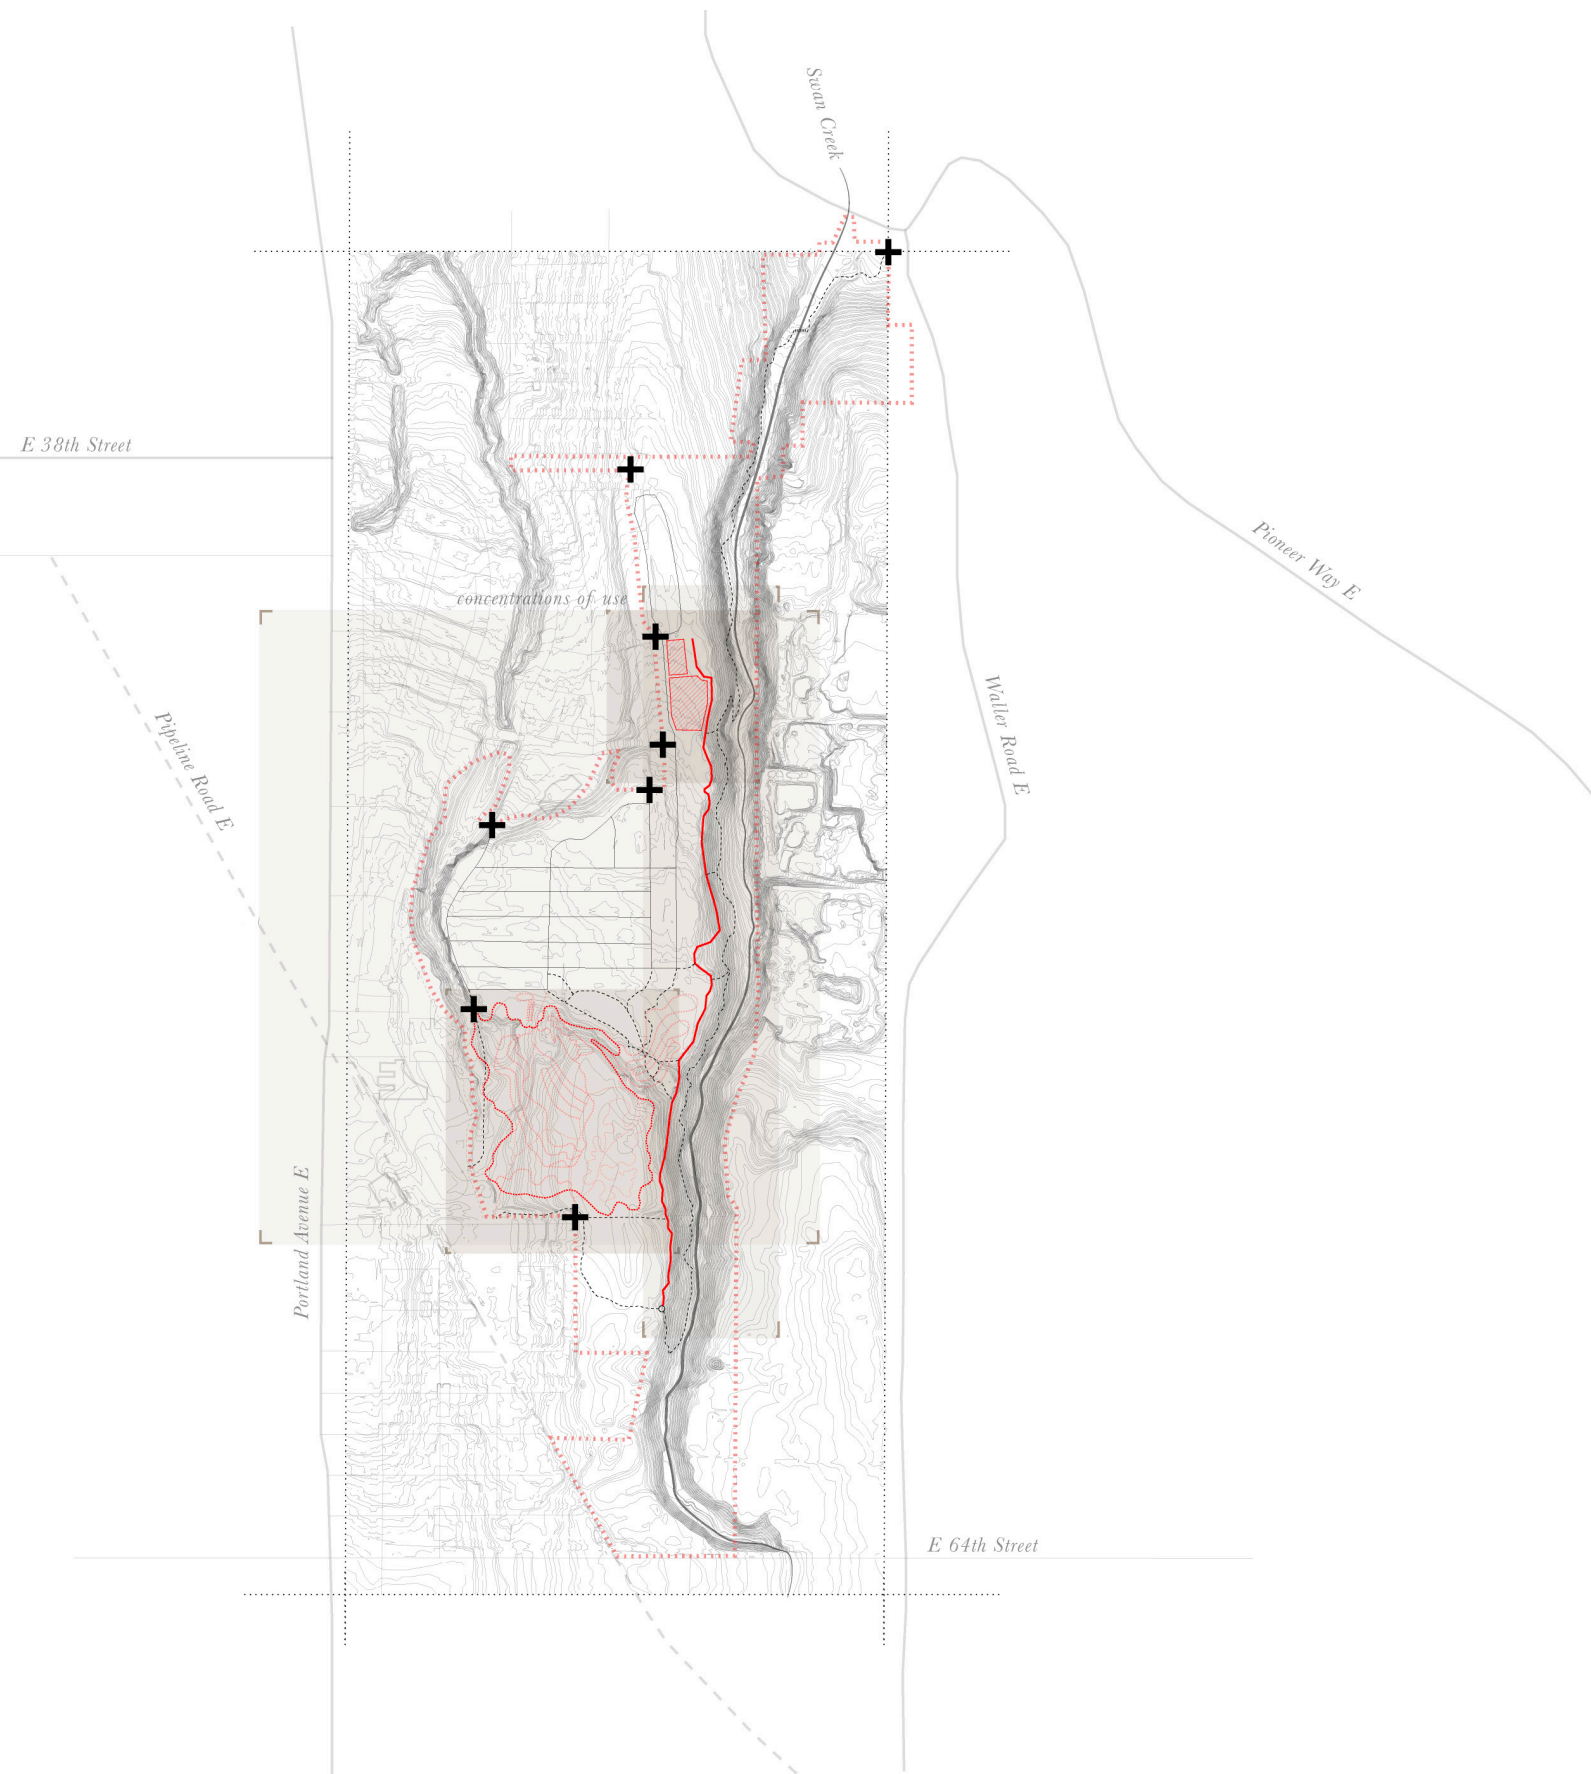 Swan Creek
E 38th Street
Pioneer Way E
concentrations of use
Waller Road E
Pipeline Road E
Portland Avenue E
E 64th Street